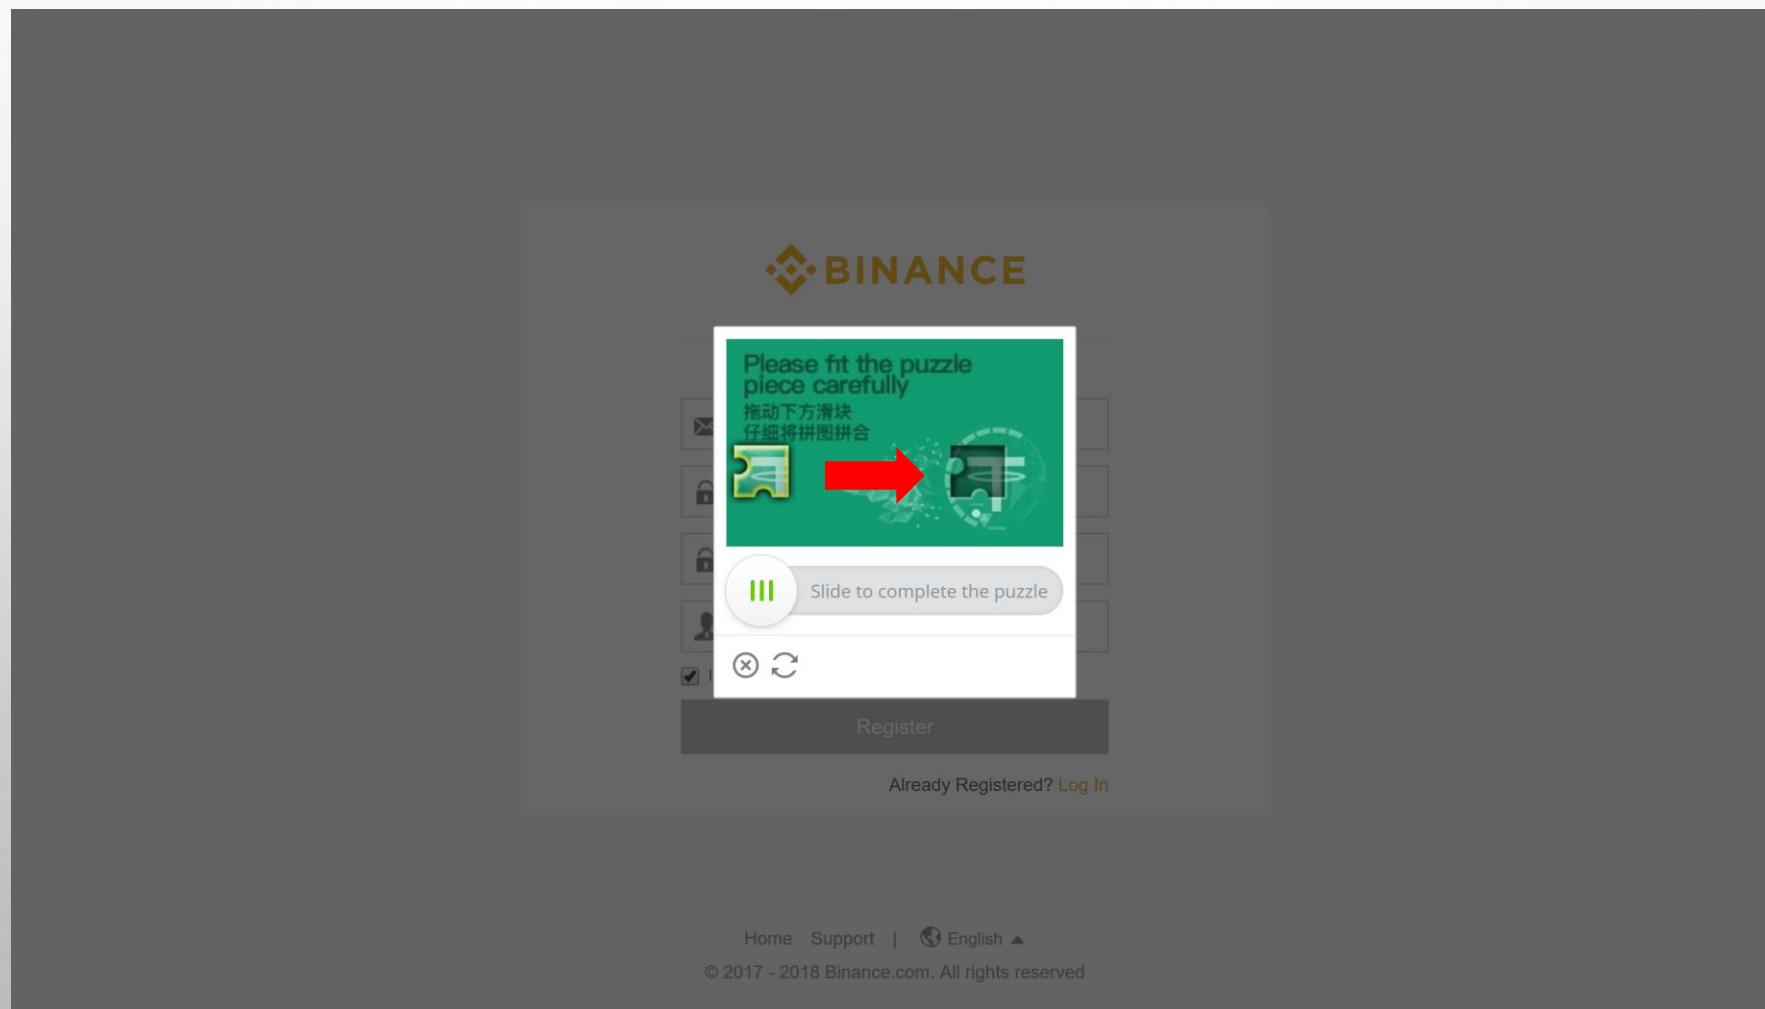 BINANCE
Please fit the puzzle
piece carefully
拖动下方滑块
仔细将拼图拼合
Slide to complete the puzzle
I
Register
Already Registered? Log In
Home Support | English
© 2017 - 2018 Binance.com. All rights reserved